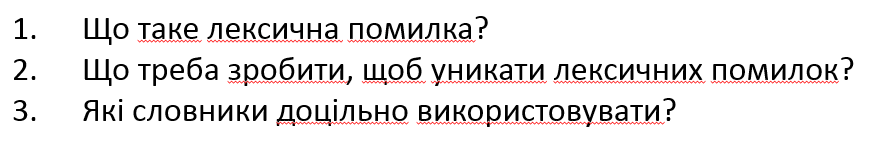 1. Що таке лексична помилка?
2. Що треба зробити, щоб уникати лексичних помилок?
3. Які словники доцільно використовувати?